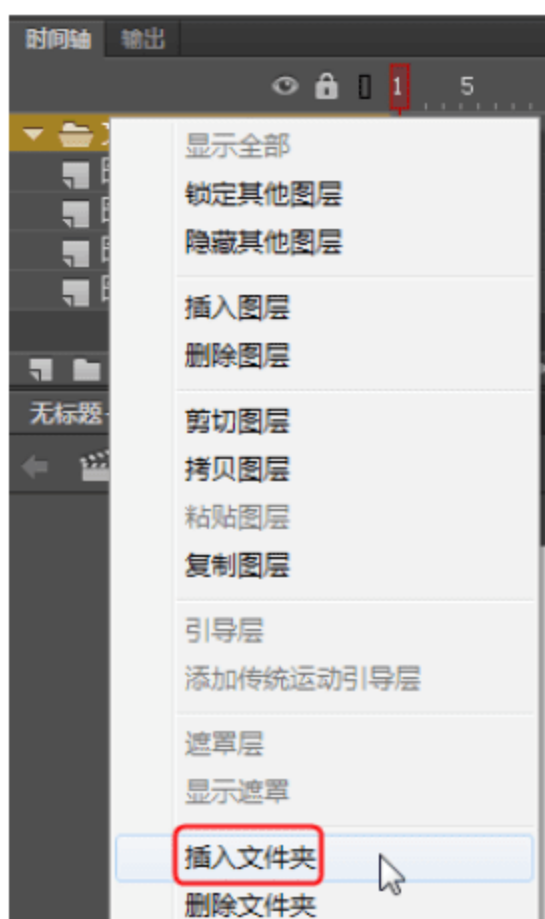 时间轴 输出
1 5
显示全部
锁定其他图层
隐藏其他图层
插入图层
删除图层
剪切图层
拷贝图层
粘贴图层
复制图层
无标题-
引导层
添加传统运动引导层
遮罩层
显示遮罩
插入文件夹
删除文件夹